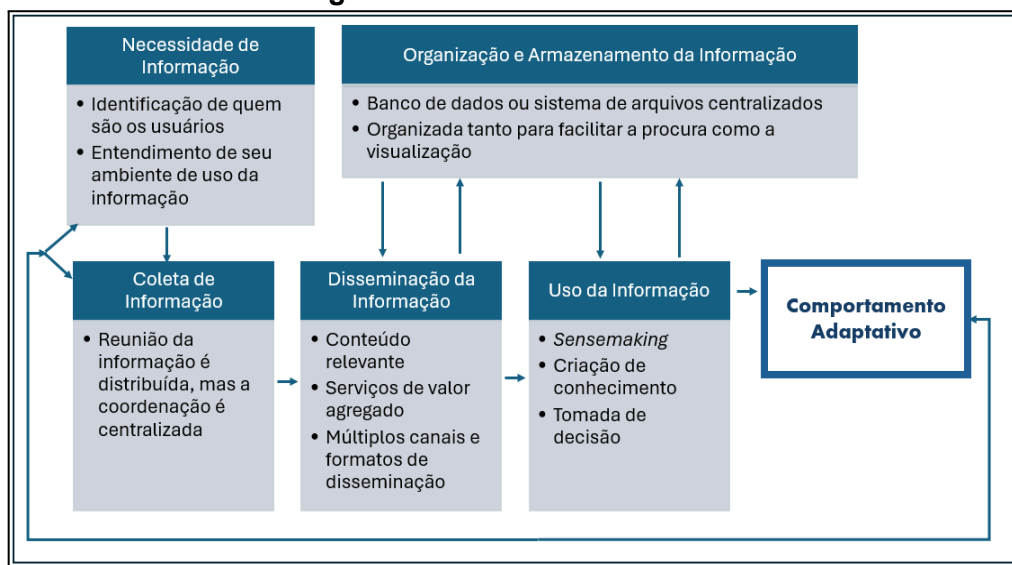 Necessidade de
Informação
• Identificação de quem
são os usuários
• Entendimento de seu
ambiente de uso da
informação
Organização e Armazenamento da Informação
• Banco de dados ou sistema de arquivos centralizados
• Organizada tanto para facilitar a procura como a
visualização
Coleta de
Informação
• Reunião da
informação é
distribuída, mas a
coordenação é
centralizada
Disseminação da
Informação
• Conteúdo
relevante
• Serviços de valor
agregado
• Múltiplos canais e
formatos de
disseminação
Uso da Informação
• Sensemaking
• Criação de
conhecimento
• Tomada de
decisão
Comportamento
Adaptativo